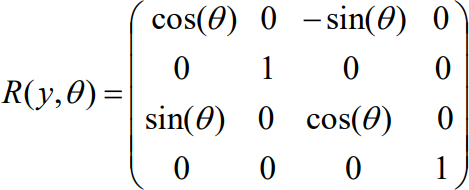 cos(θ) 0 −sin(θ) 0
0 1 0 0
R(y,θ) =
sin(θ) 0 cos(θ) 0
0 0 0 1